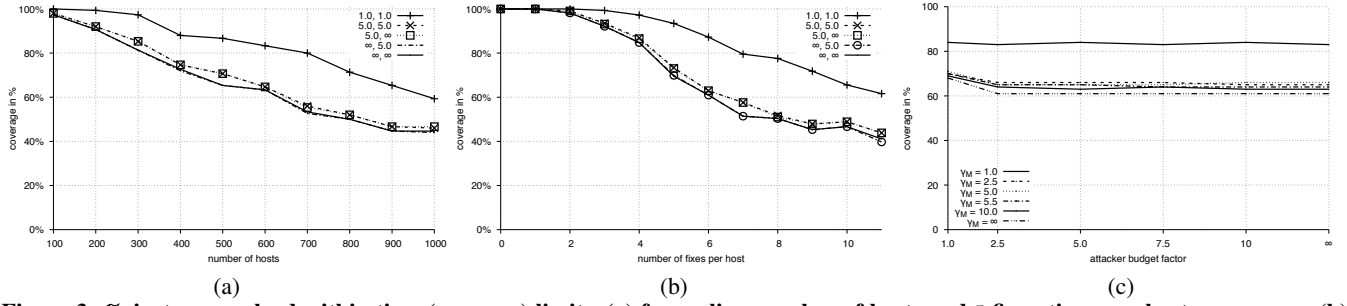 100%
80%
60%
40%
20%
0%
coverage in %
100 200 300 400 500 600 700 800 900 1000
number of hosts
1.0, 1.0
5.0, 5.0
5.0, ∞
∞, 5.0
∞, ∞
(a)
100%
80%
60%
40%
20%
0%
coverage in %
0 2 4 6 8 10
number of fixes per host
1.0, 1.0
5.0, 5.0
5.0, ∞
∞, 5.0
∞, ∞
(b)
100
80
60
40
20
0
coverage in %
1.0 2.5 5.0 7.5 10 ∞
attacker budget factor
γM = 1.0
γM = 2.5
γM = 5.0
γM = 5.5
γM = 10.0
γM = ∞
(c)